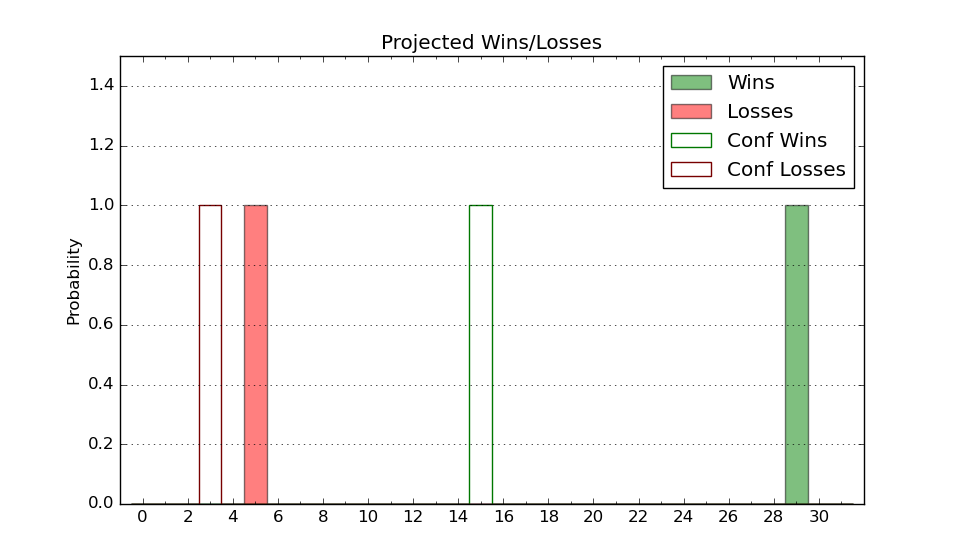 Projected Wins/Losses
1.4
1.2
1.0
0.8
0.6
0.4
0.2
0.0
Probability
Wins
Losses
Conf Wins
Conf Losses
0 2 4 6 8 10 12 14 16 18 20 22 24 26 28 30